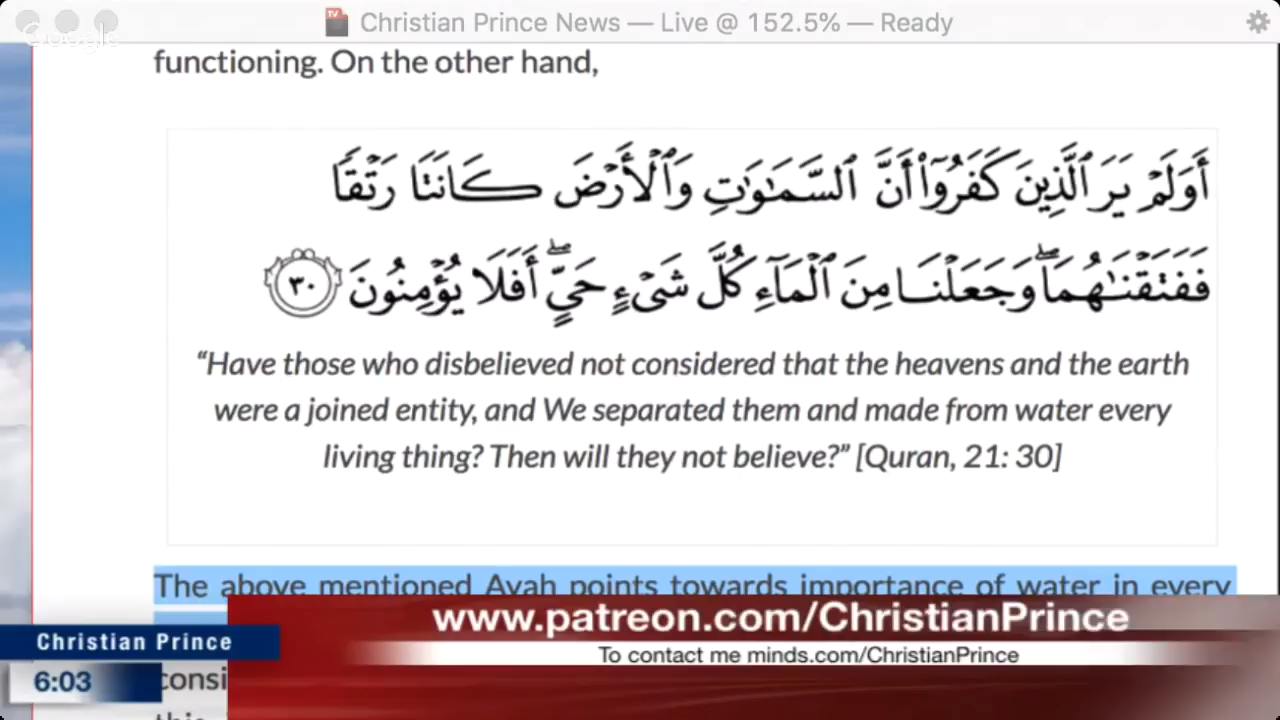 Christian Prince News — Live @ 152.5% — Ready
Google
functioning. On the other hand,
أَوَلَمْ يَرَ ٱلَّذِينَ كَفَرُوٓا۟ أَنَّ ٱلسَّمَـٰوَٰتِ وَٱلْأَرْضَ كَانَتَا رَتْقًا
فَفَتَقْنَـٰهُمَا ۖ وَجَعَلْنَا مِنَ ٱلْمَآءِ كُلَّ شَىْءٍ حَىٍّ ۖ أَفَلَا يُؤْمِنُونَ ٣٠
“Have those who disbelieved not considered that the heavens and the earth
were a joined entity, and We separated them and made from water every
living thing? Then will they not believe?” [Quran, 21: 30]
The above mentioned Ayah points towards importance of water in every
www.patreon.com/ChristianPrince
Christian Prince
To contact me minds.com/ChristianPrince
6:03
consi